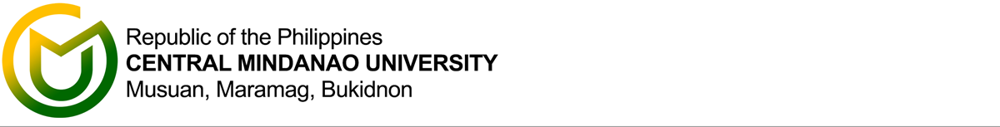 Republic of the Philippines
CENTRAL MINDANAO UNIVERSITY
Musuan, Maramag, Bukidnon